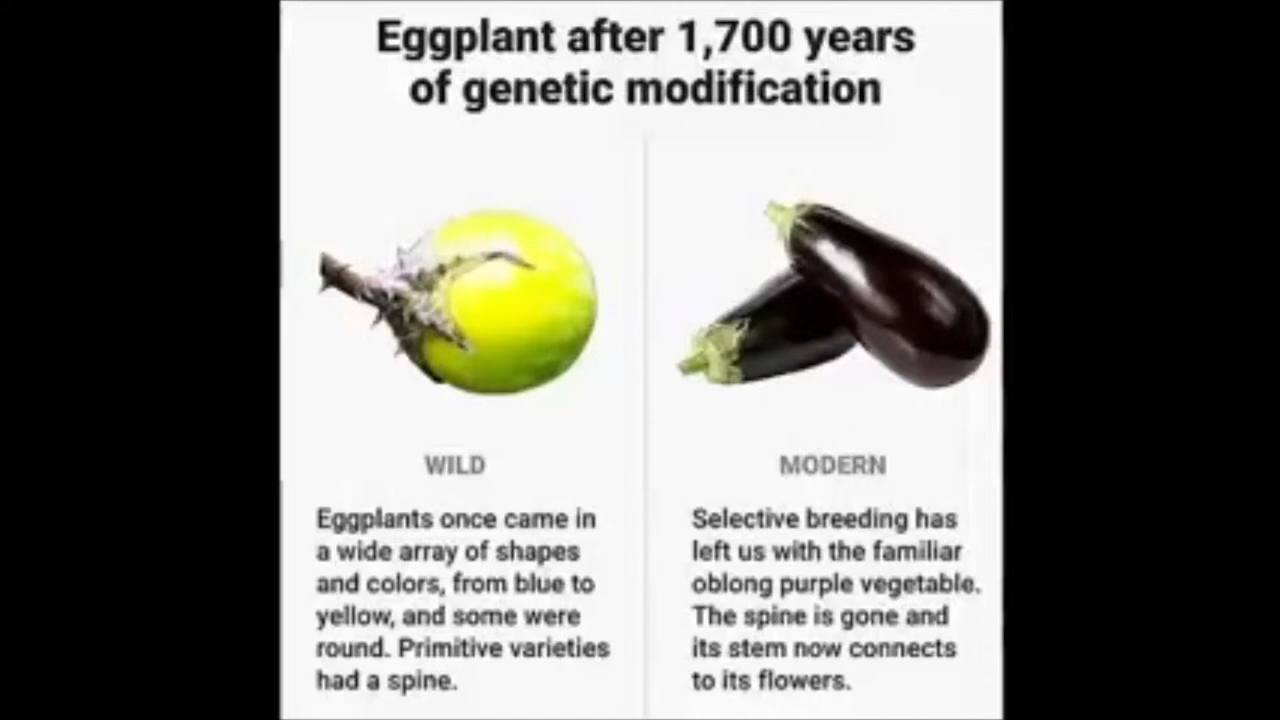 Eggplant after 1,700 years
of genetic modification
WILD
Eggplants once came in
a wide array of shapes
and colors, from blue to
yellow, and some were
round. Primitive varieties
had a spine.
MODERN
Selective breeding has
left us with the familiar
oblong purple vegetable.
The spine is gone and
its stem now connects
to its flowers.